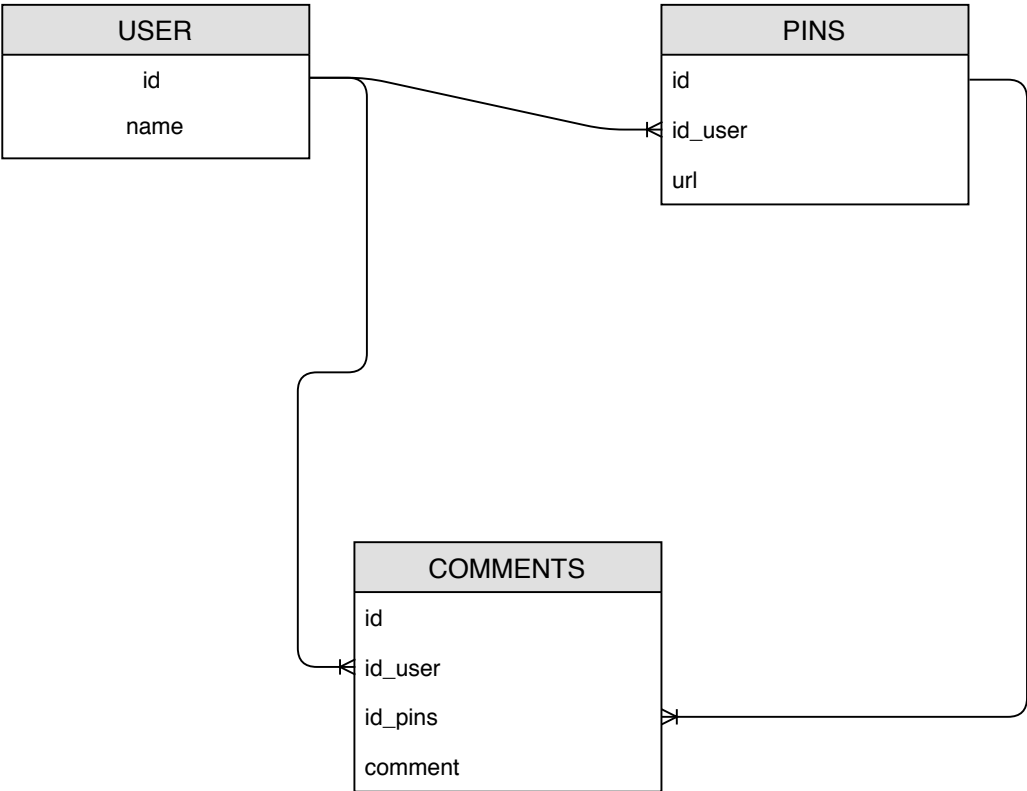 USER
id
name
PINS
id
id_user
url
COMMENTS
id
id_user
id_pins
comment